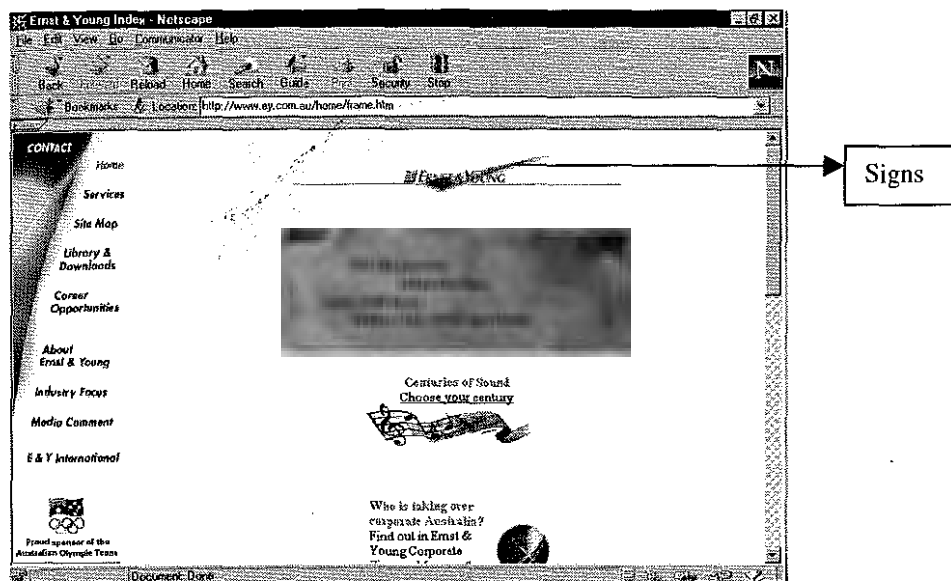 Ernst & Young Index - Netscape
File Edit View Go Communicator Help
Back Forward Reload Home Search Guide Print Security Stop
N
Bookmarks Location: http://www.ey.com.au/home/frame.htm
CONTACT
Home
Services
Site Map
Library &
Downloads
Career
Opportunities
About
Ernst & Young
Industry Focus
Media Comment
E & Y International
Proud sponsor of the
Australian Olympic Team
ERNST & YOUNG
Signs
Centuries of Sound
Choose your century
Who is taking over
corporate Australia?
Find out in Ernst &
Young Corporate
Document: Done